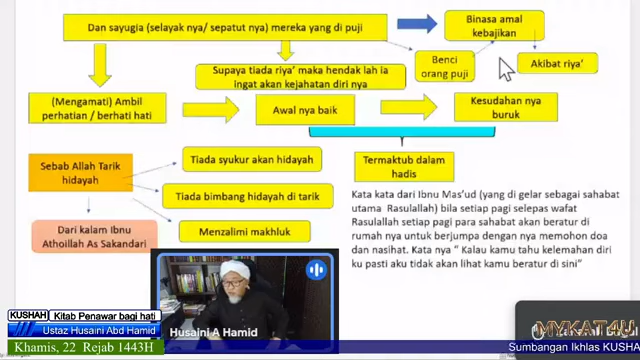 Dan sayugia (selayak nya/ sepatut nya) mereka yang di puji
Binasa amal
kebajikan
Benci
orang puji
Akibat riya'
Supaya tiada riya' maka hendak lah ia
ingat akan kejahatan diri nya
(Mengamati) Ambil
perhatian / berhati hati
Awal nya baik
Kesudahan nya
buruk
Sebab Allah Tarik
hidayah
Tiada syukur akan hidayah
Termaktub dalam
hadis
Tiada bimbang hidayah di tarik
Dari kalam Ibnu
Athoillah As Sakandari
Menzalimi makhluk
Kata kata dari Ibnu Mas'ud (yang di gelar sebagai sahabat
utama Rasulallah) bila setiap pagi selepas wafat
Rasulallah setiap pagi para sahabat akan beratur di
rumah nya untuk berjumpa dengan nya memohon doa
dan nasihat. Kata nya " Kalau kamu tahu kelemahan diri
ku pasti aku tidak akan lihat kamu beratur di sini"
KUSHAH Kitab Penawar bagi hati
Ustaz Husaini Abd Hamid
Husaini A Hamid
MYKAT4U
Khamis, 22 Rejab 1443H
Sumbangan Ikhlas KUSHA